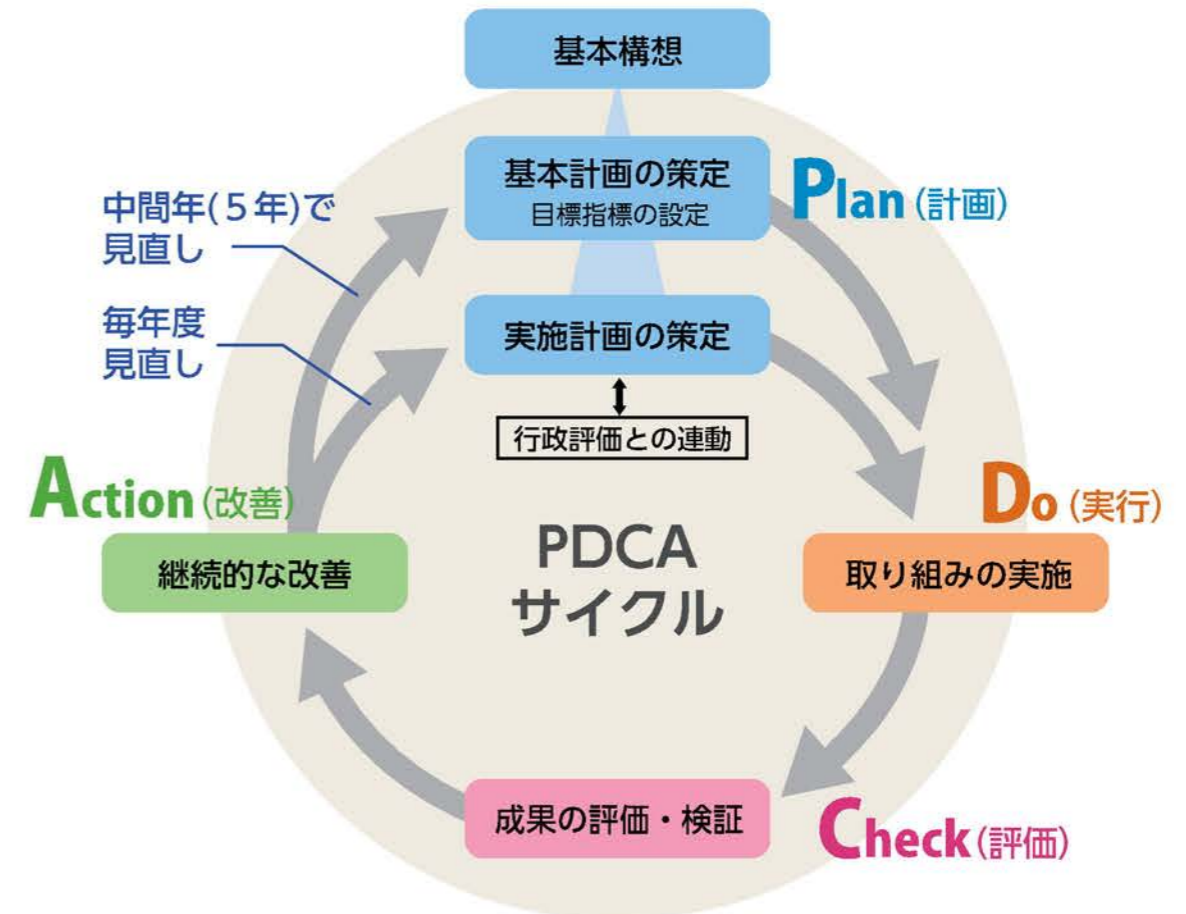 基本構想
基本計画の策定
目標指標の設定
Plan(計画)
中間年(５年)で
見直し
毎年度
見直し
実施計画の策定
行政評価との連動
Action(改善)
継続的な改善
PDCA
サイクル
Do(実行)
取り組みの実施
成果の評価・検証
Check(評価)